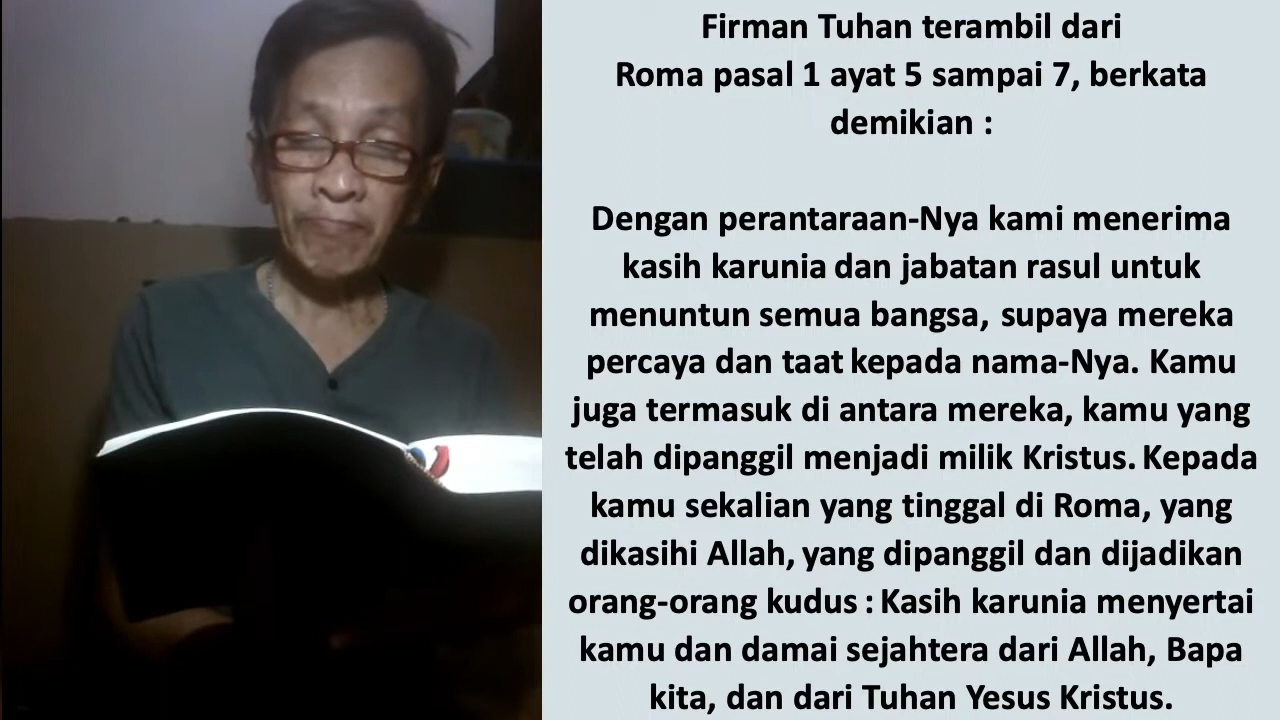 Firman Tuhan terambil dari
Roma pasal 1 ayat 5 sampai 7, berkata
demikian :
Dengan perantaraan-Nya kami menerima
kasih karunia dan jabatan rasul untuk
menuntun semua bangsa, supaya mereka
percaya dan taat kepada nama-Nya. Kamu
juga termasuk di antara mereka, kamu yang
telah dipanggil menjadi milik Kristus. Kepada
kamu sekalian yang tinggal di Roma, yang
dikasihi Allah, yang dipanggil dan dijadikan
orang-orang kudus : Kasih karunia menyertai
kamu dan damai sejahtera dari Allah, Bapa
kita, dan dari Tuhan Yesus Kristus.